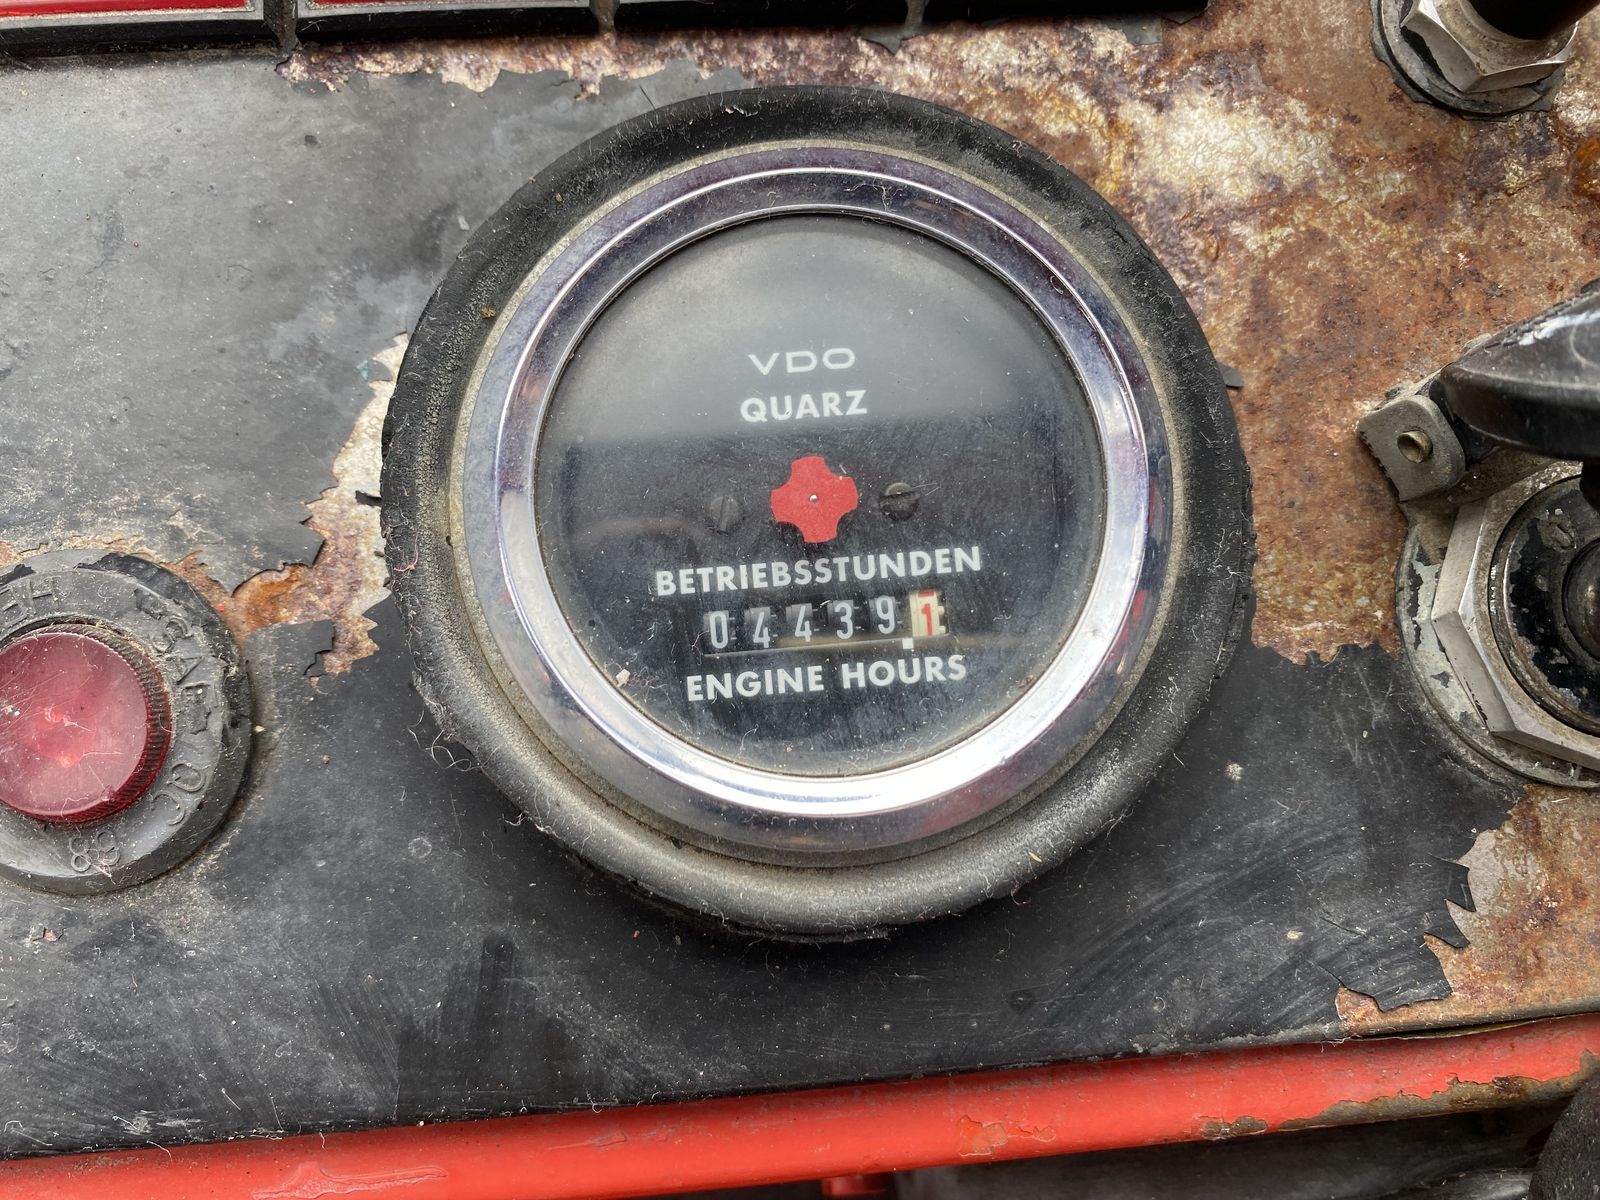 VDO
QUARZ
BETRIEBSSTUNDEN
044391
ENGINE HOURS